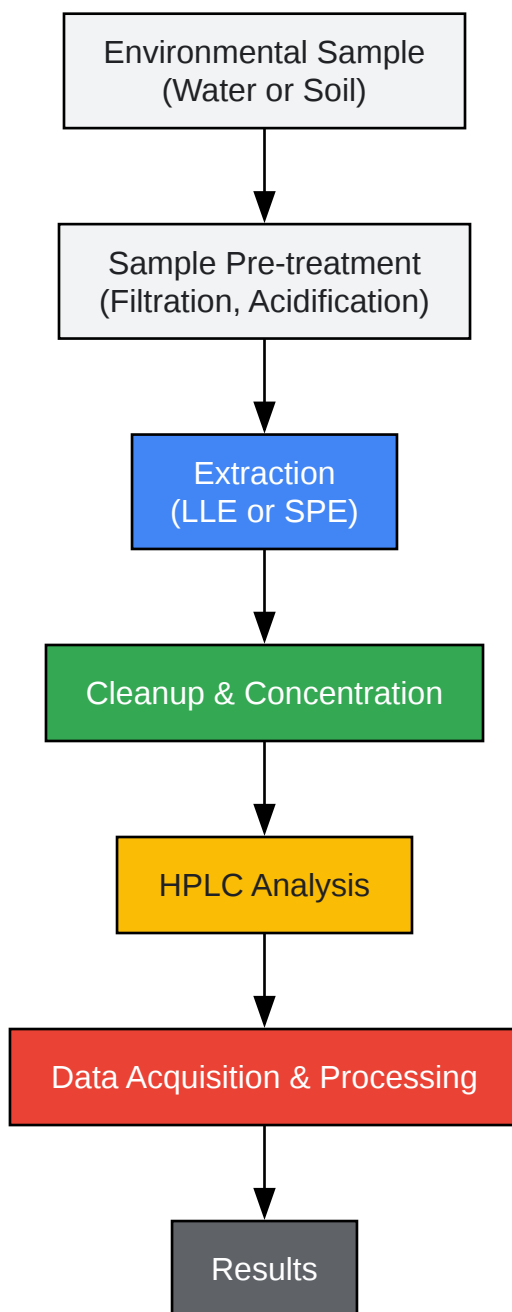 Environmental Sample
(Water or Soil)
Sample Pre-treatment
(Filtration, Acidification)
Extraction
(LLE or SPE)
Cleanup & Concentration
HPLC Analysis
Data Acquisition & Processing
Results